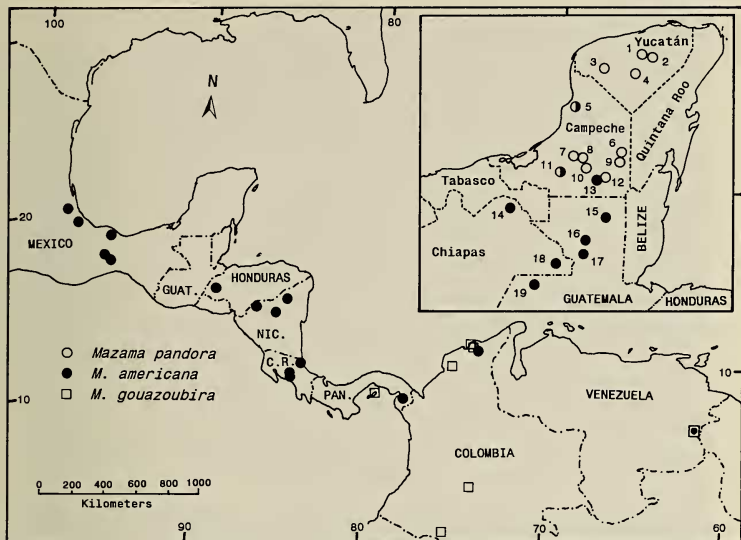 100
80
N
20
MEXICO
GUAT.
HONDURAS
NIC.
C.R.
PAN.
COLOMBIA
VENEZUELA
10
10
○ Mazama pandora
● M. americana
□ M. gouazoubira
0 200 400 600 800 1000
Kilometers
90
80
70
60
Yucatán
1
2
3
4
5
Campeche
Quintana Roo
6
7
8
9
10
11
12
13
Tabasco
14
15
BELIZE
16
Chiapas
17
18
19
GUATEMALA
HONDURAS